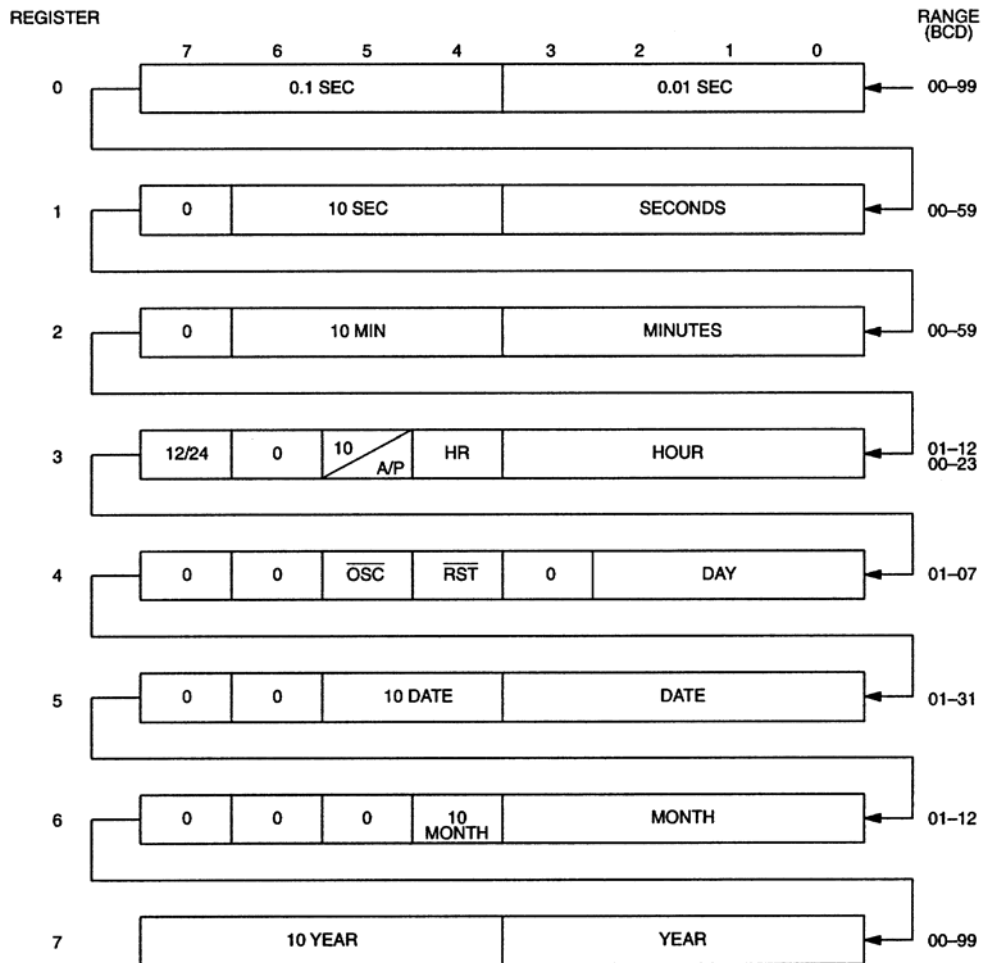 REGISTER
RANGE
(BCD)
7 6 5 4 3 2 1 0
0 0.1 SEC 0.01 SEC 00–99
1 0 10 SEC SECONDS 00–59
2 0 10 MIN MINUTES 00–59
3 12/24 0 10 A/P HR HOUR 01–12
00–23
4 0 0 O̅S̅C̅ R̅S̅T̅ 0 DAY 01–07
5 0 0 10 DATE DATE 01–31
6 0 0 0 10 MONTH MONTH 01–12
7 10 YEAR YEAR 00–99